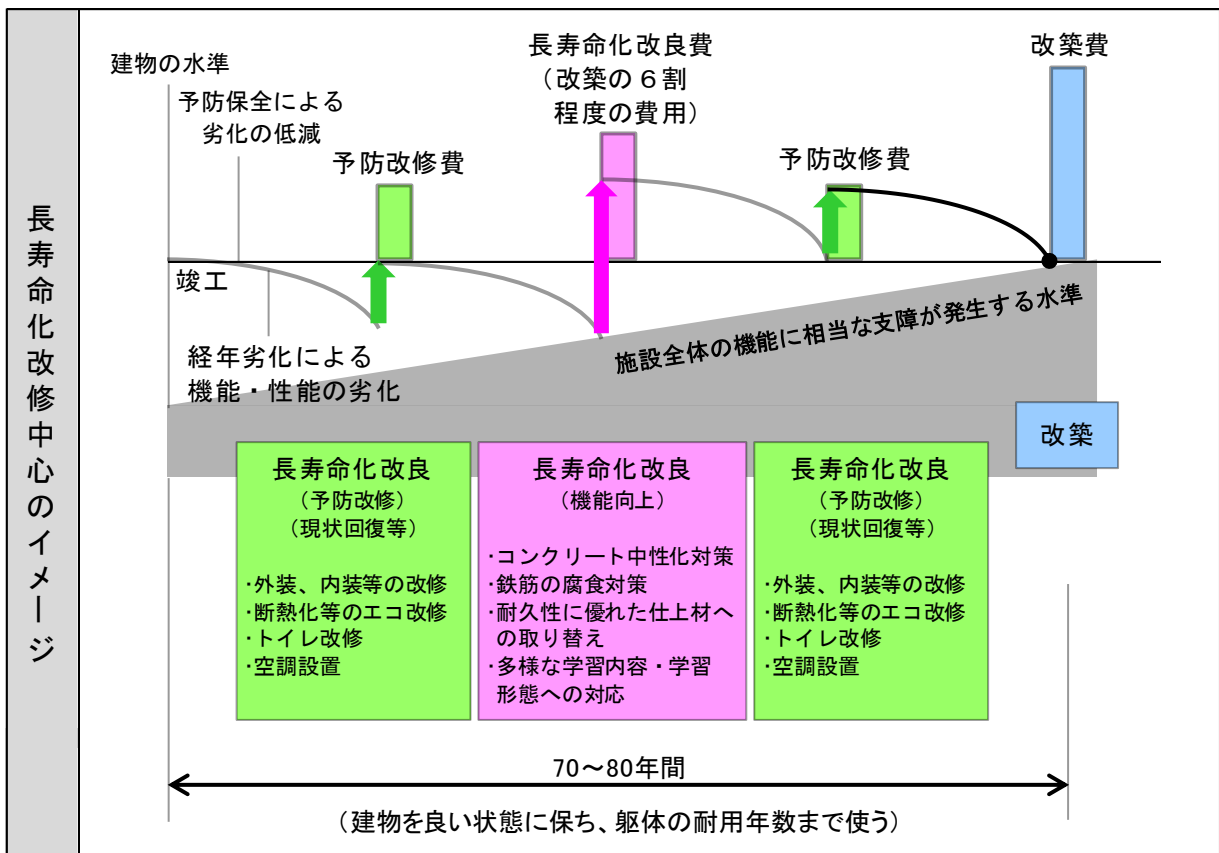 長寿命化改修中心のイメージ
建物の水準
予防保全による
劣化の低減
予防改修費
長寿命化改良費
（改築の６割
程度の費用）
予防改修費
改築費
竣工
経年劣化による
機能・性能の劣化
施設全体の機能に相当な支障が発生する水準
改築
長寿命化改良
（予防改修）
（現状回復等）
･外装、内装等の改修
･断熱化等のエコ改修
･トイレ改修
･空調設置
長寿命化改良
（機能向上）
･コンクリート中性化対策
･鉄筋の腐食対策
･耐久性に優れた仕上材へ
の取り替え
･多様な学習内容・学習
形態への対応
長寿命化改良
（予防改修）
（現状回復等）
･外装、内装等の改修
･断熱化等のエコ改修
･トイレ改修
･空調設置
70～80年間
（建物を良い状態に保ち、躯体の耐用年数まで使う）